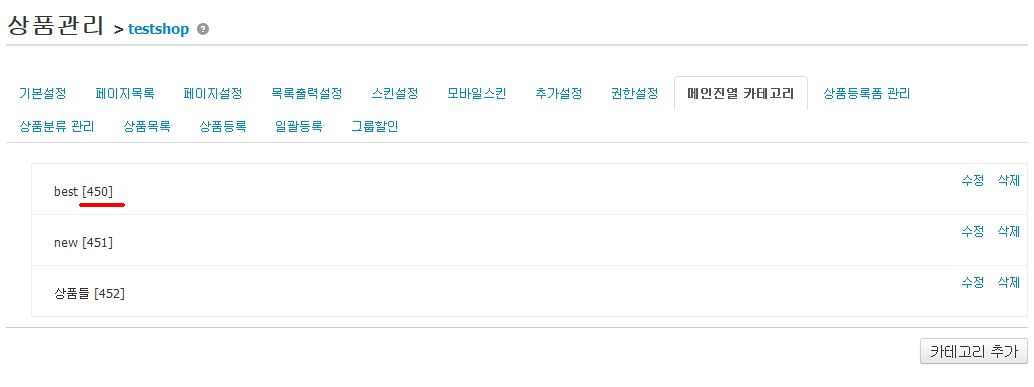 상품관리 > testshop ?
기본설정 페이지목록 페이지설정 목록출력설정 스킨설정 모바일스킨 추가설정 권한설정 메인진열 카테고리 상품등록폼 관리
상품분류 관리 상품목록 상품등록 일괄등록 그룹할인
best [450] 수정 삭제
new [451] 수정 삭제
상품들 [452] 수정 삭제
카테고리 추가